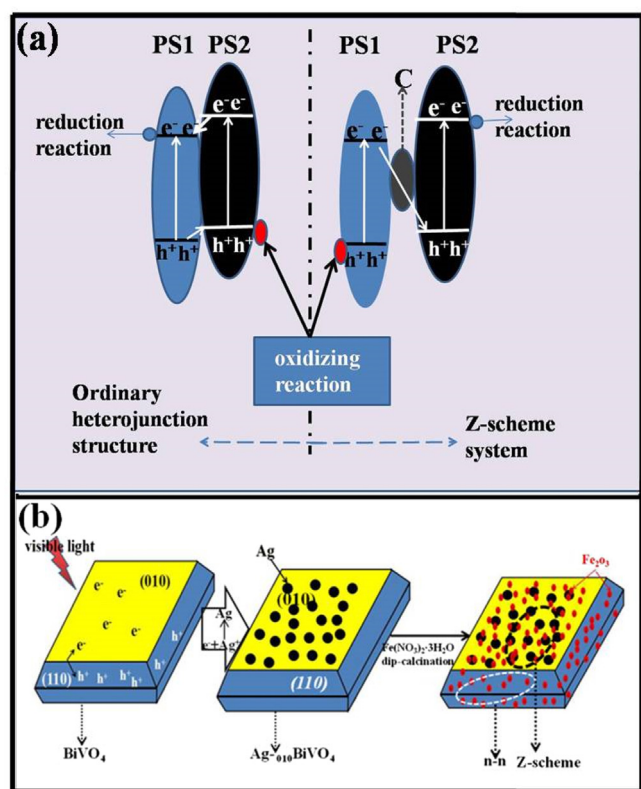 (a)
PS1 PS2
PS1
PS2
C
e⁻ e⁻
e⁻ e
reduction
reaction
h⁺h⁺
h⁺h⁺
e⁻ e⁻
e⁻ e⁻
reduction
reaction
h⁺h⁺
h⁺h⁺
oxidizing
reaction
Ordinary
heterojunction
structure
Z-scheme
system
(b)
visible light
e⁻
(010)
e⁻
e⁻
e⁻
e⁻
e⁻
h⁺
(110)
h⁺
h⁺
h⁺
h⁺
h⁺
h⁺
h⁺
BiVO₄
Ag
(010)
Ag
e⁻+Ag⁺
(110)
Ag-₀₁₀BiVO₄
Fe(NO₃)₂·3H₂O
dip-calcination
Fe₂o₃
n-n
Z-scheme